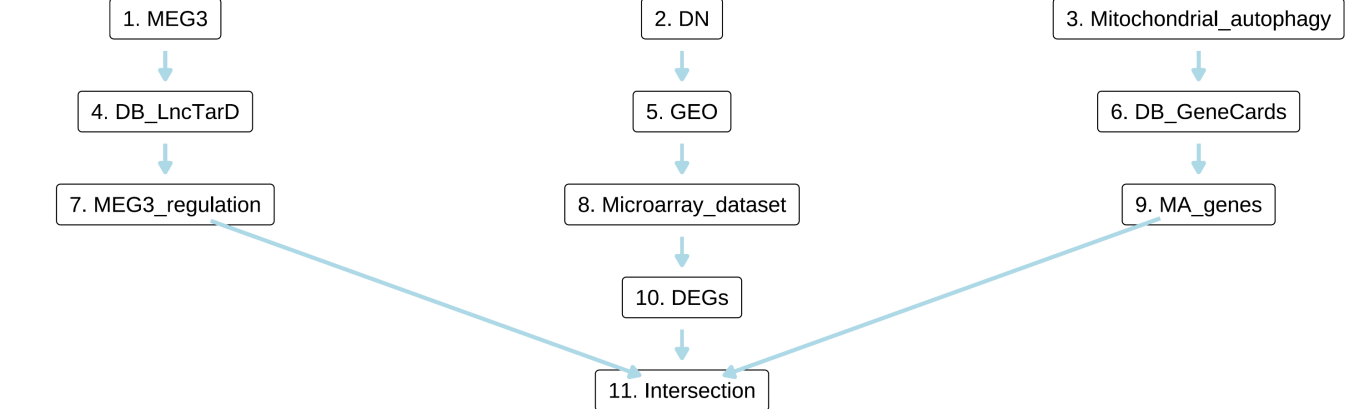 1. MEG3
2. DN
3. Mitochondrial_autophagy
4. DB_LncTarD
5. GEO
6. DB_GeneCards
7. MEG3_regulation
8. Microarray_dataset
9. MA_genes
10. DEGs
11. Intersection